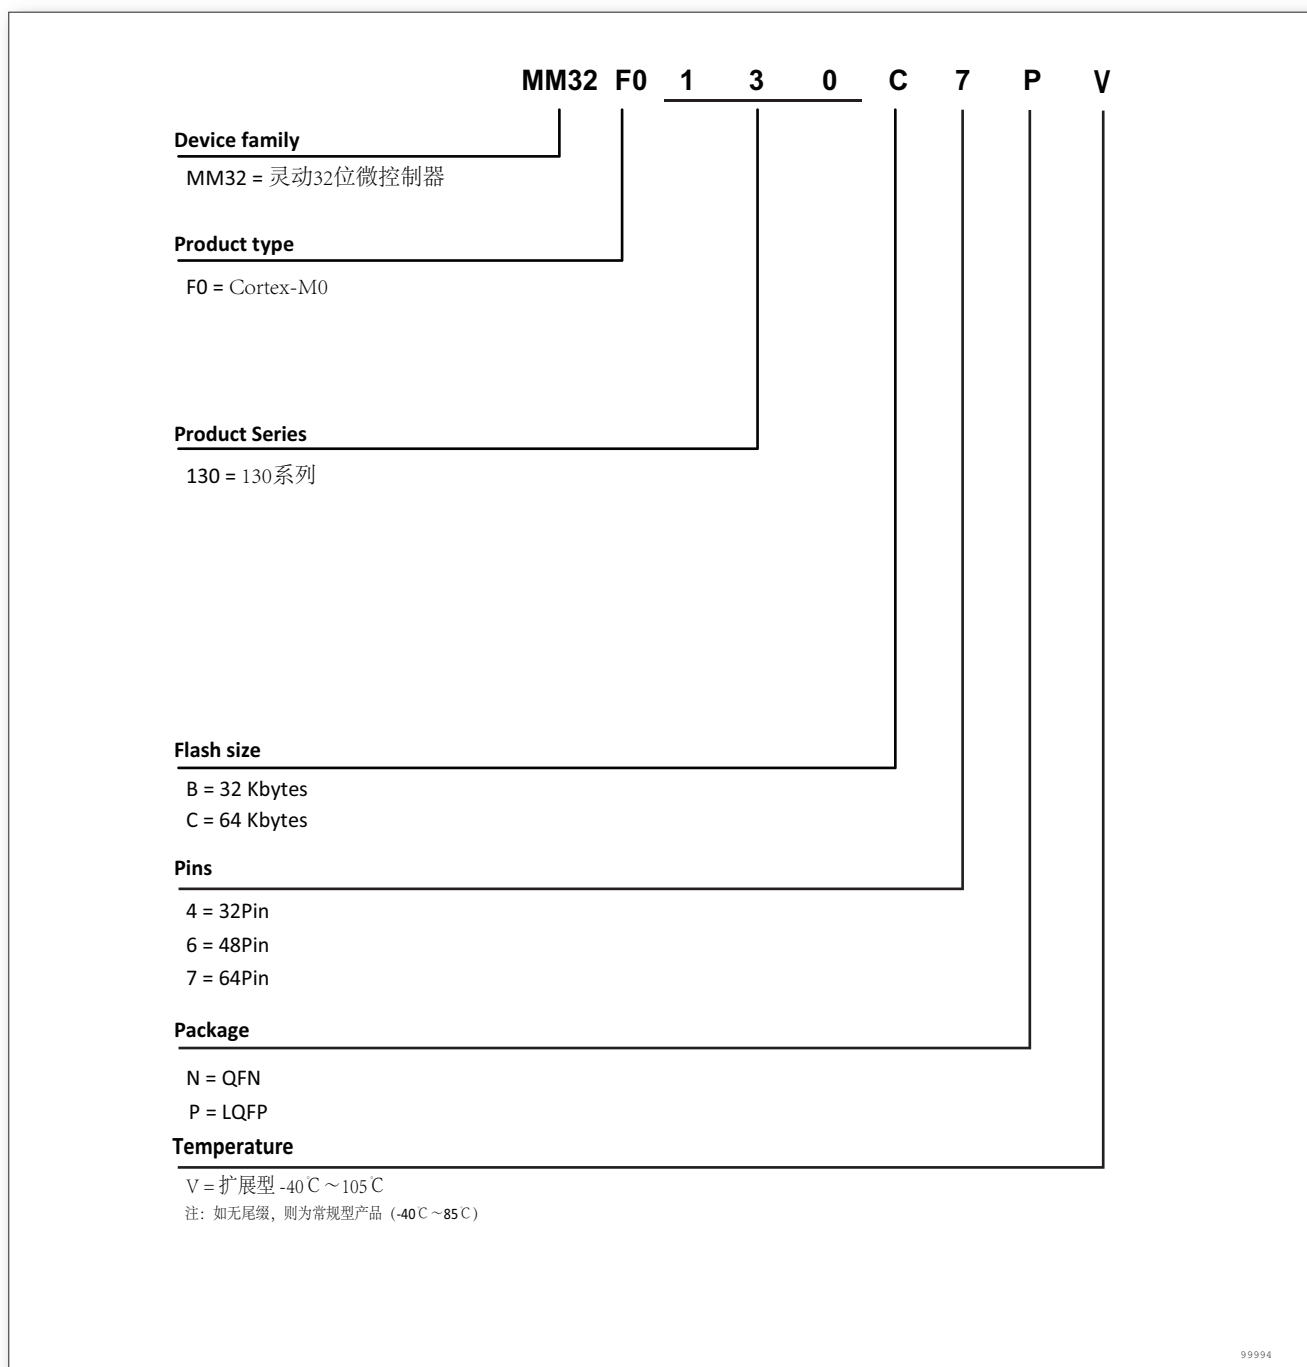 MM32 F0 1 3 0 C 7 P V
Device family
MM32 = 灵动32位微控制器
Product type
F0 = Cortex-M0
Product Series
130 = 130系列
Flash size
B = 32 Kbytes
C = 64 Kbytes
Pins
4 = 32Pin
6 = 48Pin
7 = 64Pin
Package
N = QFN
P = LQFP
Temperature
V = 扩展型 -40℃～105℃
注：如无尾缀，则为常规型产品（-40℃～85℃）
99994